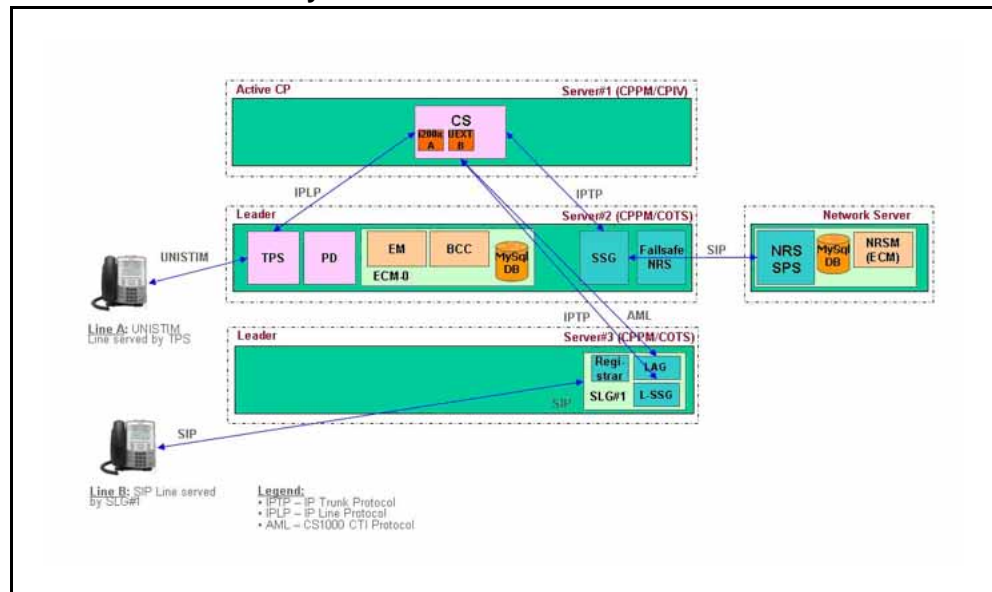 Active CP
Server#1 (CPPM/CPIV)
CS
i200x
A
UEXT
B
IPLP
IPTP
Leader
Server#2 (CPPM/COTS)
Network Server
UNISTIM
TPS
PD
EM
BCC
ECM-0
MySql
DB
SSG
Failsafe
NRS
SIP
NRS
SPS
MySql
DB
NRSM
(ECM)
Line A: UNISTIM
Line served by TPS
IPTP
AML
Leader
Server#3 (CPPM/COTS)
Regi-
strar
LAG
SLG#1
L-SSG
SIP
SIP
Line B: SIP Line served
by SLG#1
Legend:
• IPTP – IP Trunk Protocol
• IPLP – IP Line Protocol
• AML – CS1000 CTI Protocol